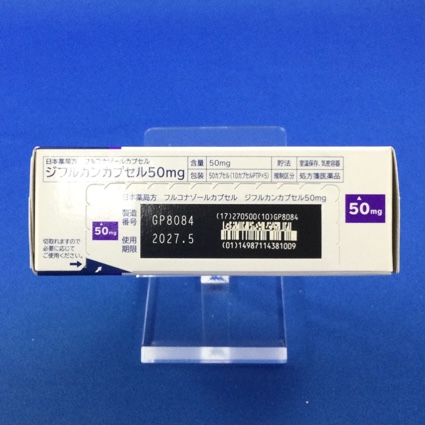 日本薬局方 フルコナゾールカプセル
ジフルカンカプセル50mg
含量 50mg 貯法 室温保存、気密容器
包装 50カプセル(10カプセルPTP×5) 規制区分 処方箋医薬品
日本薬局方 フルコナゾールカプセル ジフルカンカプセル50mg
製造番号 GP8084
使用期限 2027.5
(17)270500(10)GP8084
(01)14987114381009
50mg
50mg
切取れますので
必要に応じて
ご使用ください。